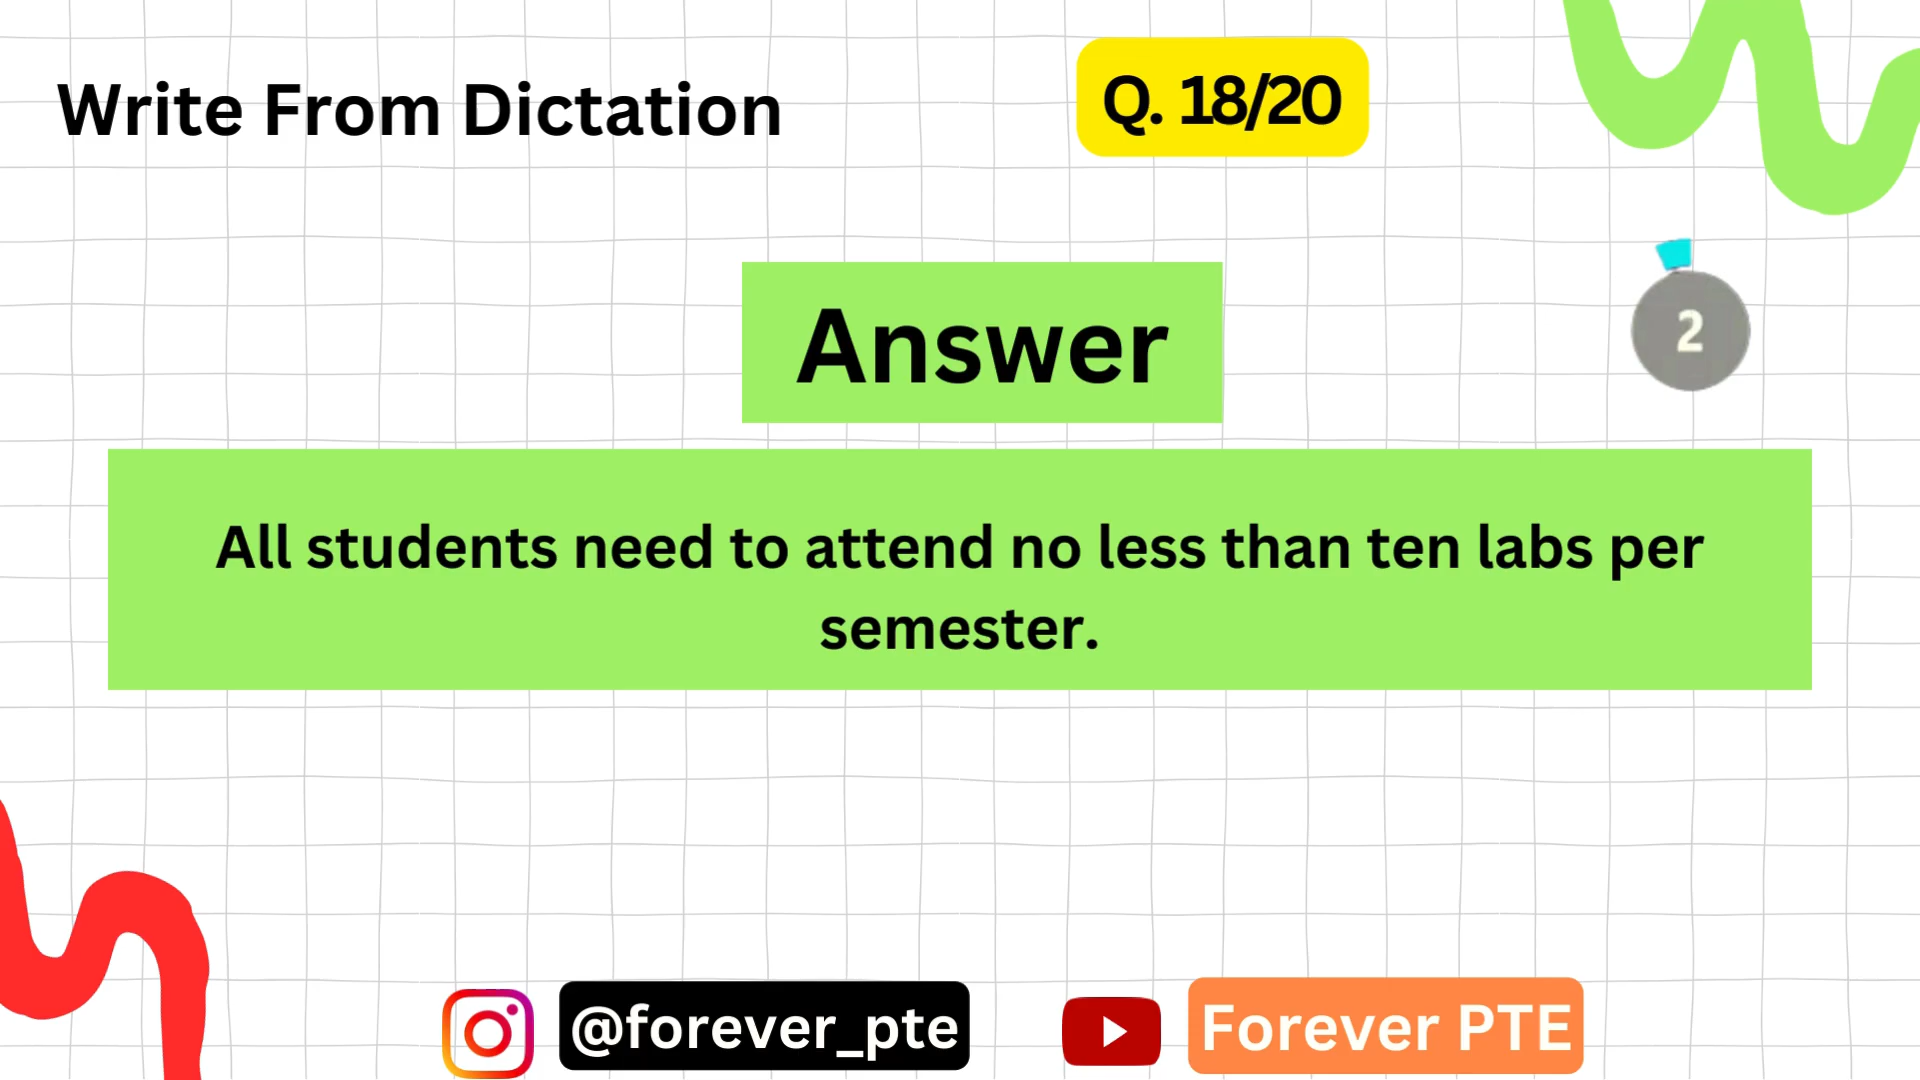 Write From Dictation
Q. 18/20
Answer
2
All students need to attend no less than ten labs per
semester.
@forever_pte
Forever PTE